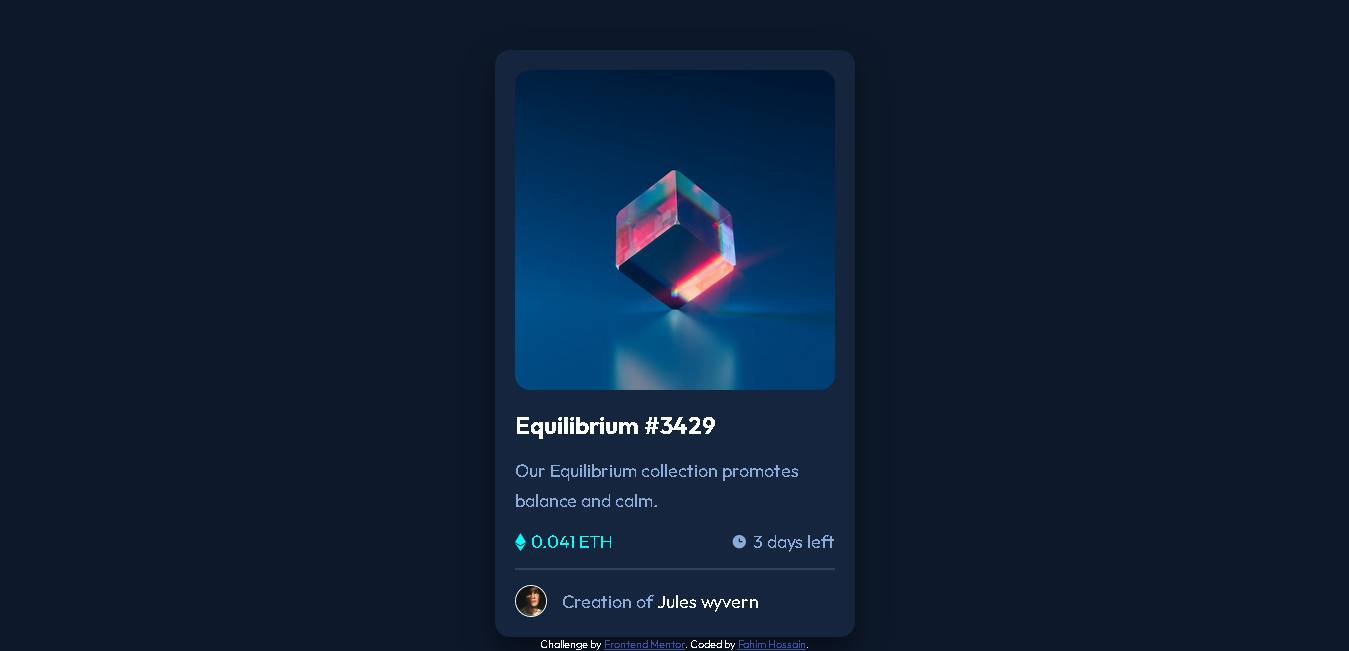 Equilibrium #3429
Our Equilibrium collection promotes
balance and calm.
0.041 ETH
3 days left
Creation of Jules wyvern
Challenge by Frontend Mentor. Coded by Fahim Hossain.